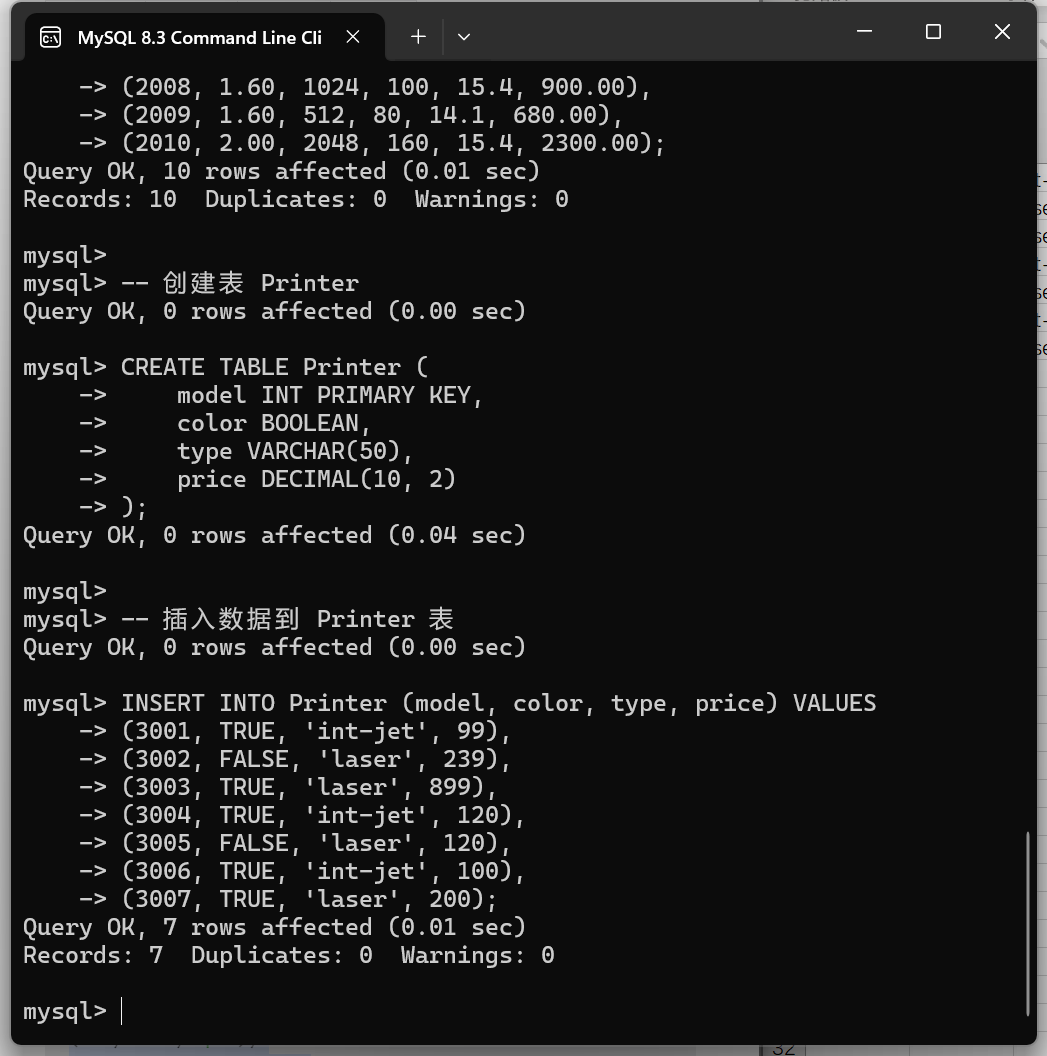 MySQL 8.3 Command Line Cli
-> (2008, 1.60, 1024, 100, 15.4, 900.00),
-> (2009, 1.60, 512, 80, 14.1, 680.00),
-> (2010, 2.00, 2048, 160, 15.4, 2300.00);
Query OK, 10 rows affected (0.01 sec)
Records: 10  Duplicates: 0  Warnings: 0
mysql>
mysql> -- 创建表 Printer
Query OK, 0 rows affected (0.00 sec)
mysql> CREATE TABLE Printer (
->     model INT PRIMARY KEY,
->     color BOOLEAN,
->     type VARCHAR(50),
->     price DECIMAL(10, 2)
-> );
Query OK, 0 rows affected (0.04 sec)
mysql>
mysql> -- 插入数据到 Printer 表
Query OK, 0 rows affected (0.00 sec)
mysql> INSERT INTO Printer (model, color, type, price) VALUES
-> (3001, TRUE, 'int-jet', 99),
-> (3002, FALSE, 'laser', 239),
-> (3003, TRUE, 'laser', 899),
-> (3004, TRUE, 'int-jet', 120),
-> (3005, FALSE, 'laser', 120),
-> (3006, TRUE, 'int-jet', 100),
-> (3007, TRUE, 'laser', 200);
Query OK, 7 rows affected (0.01 sec)
Records: 7  Duplicates: 0  Warnings: 0
mysql>
32